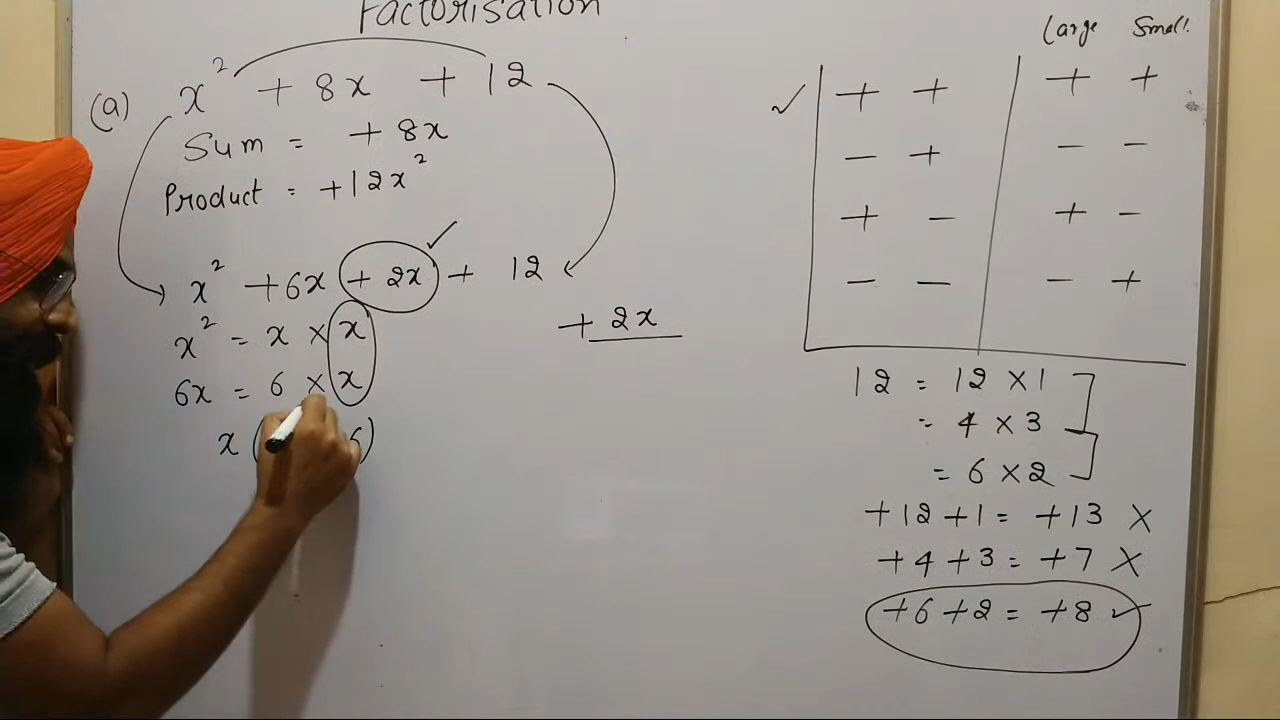 Factorisation
(a) x² + 8x + 12
Sum = + 8x
Product = +12x²
x² +6x + 2x + 12
x² = x × x
6x = 6 × x
x ( 6)
+ 2x
Large Small
✓ + + + +
− + − −
+ − + −
− − − +
12 = 12 × 1
= 4 × 3
= 6 × 2
+12 +1 = +13 ×
+4 +3 = +7 ×
+6 +2 = +8 ✓